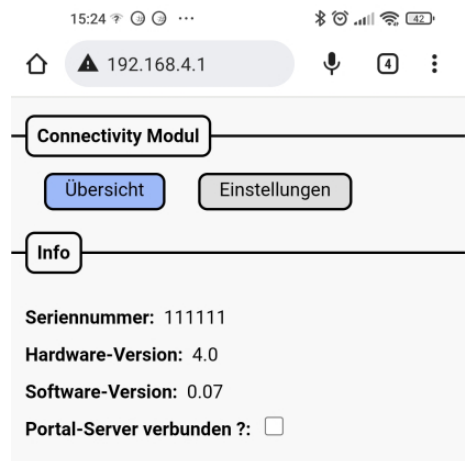 15:24
42
192.168.4.1
4
Connectivity Modul
Übersicht
Einstellungen
Info
Seriennummer: 111111
Hardware-Version: 4.0
Software-Version: 0.07
Portal-Server verbunden ?: